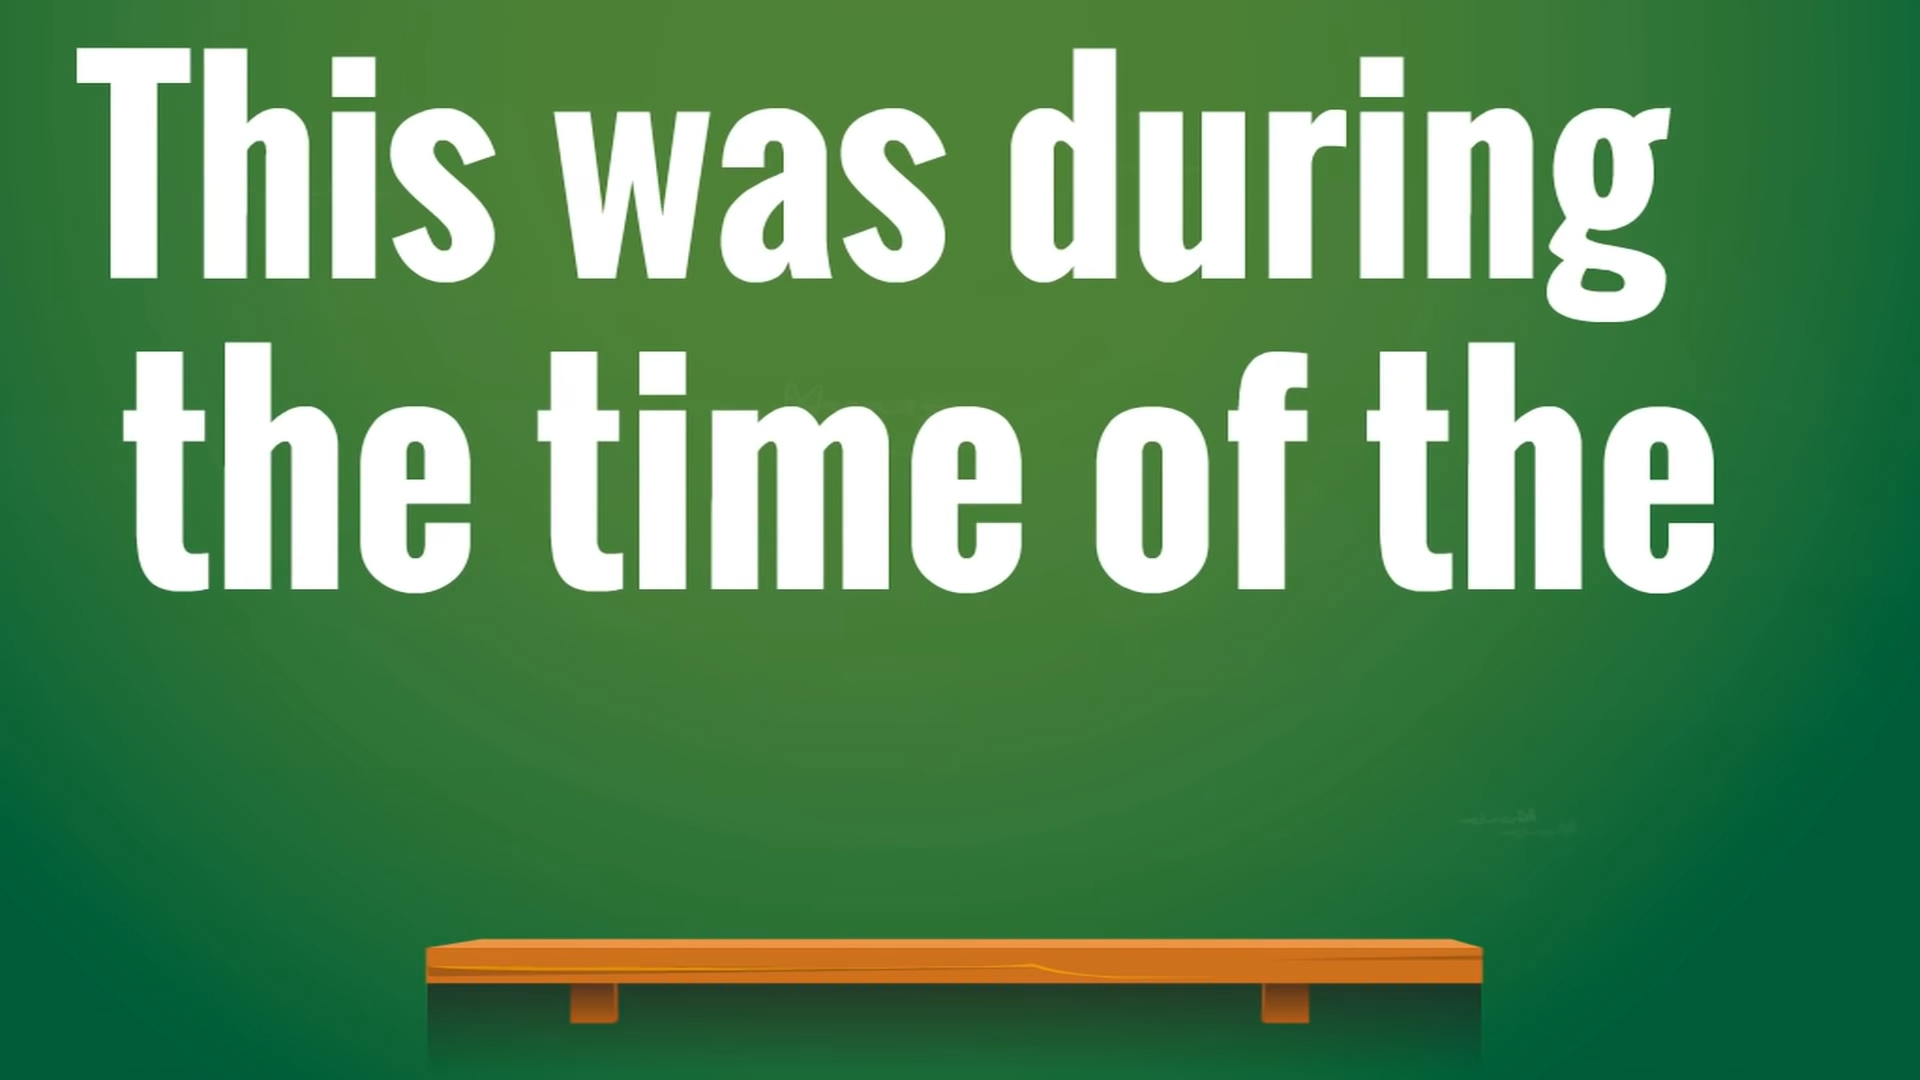 This was during
the time of the